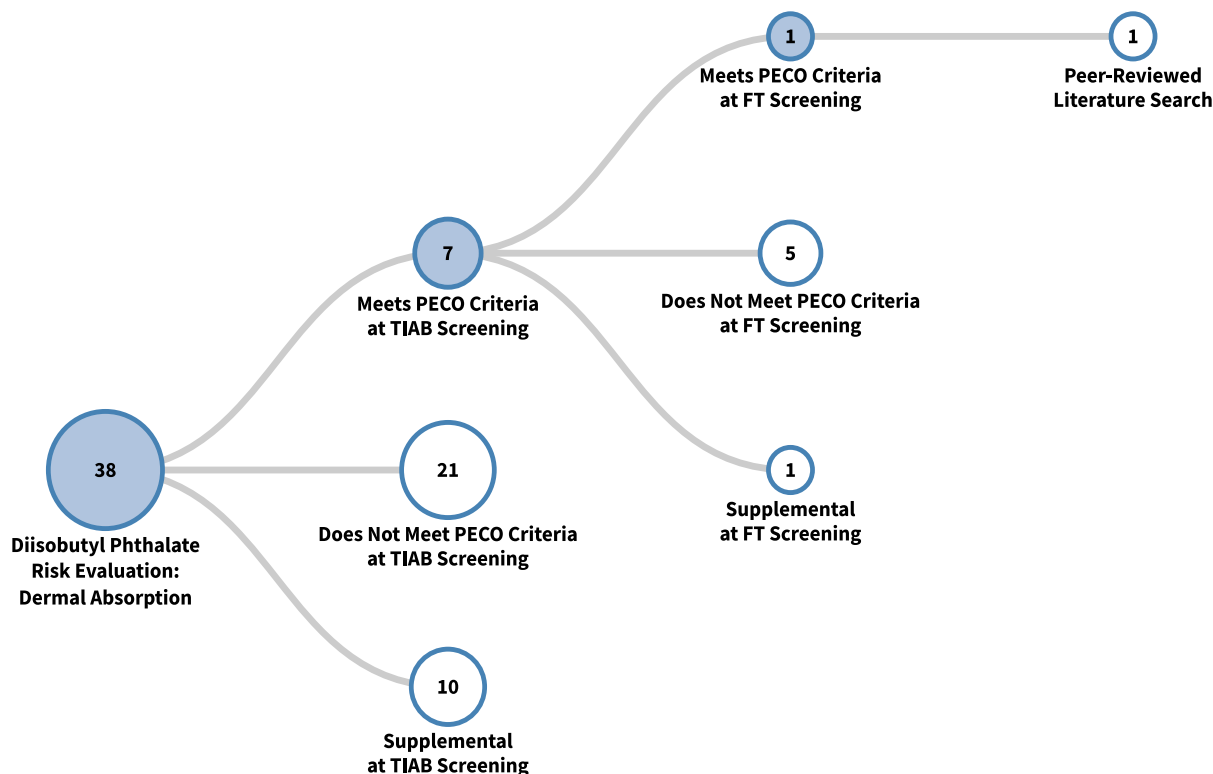 1
Meets PECO Criteria
at FT Screening
1
Peer-Reviewed
Literature Search
7
Meets PECO Criteria
at TIAB Screening
5
Does Not Meet PECO Criteria
at FT Screening
38
Diisobutyl Phthalate
Risk Evaluation:
Dermal Absorption
21
Does Not Meet PECO Criteria
at TIAB Screening
1
Supplemental
at FT Screening
10
Supplemental
at TIAB Screening